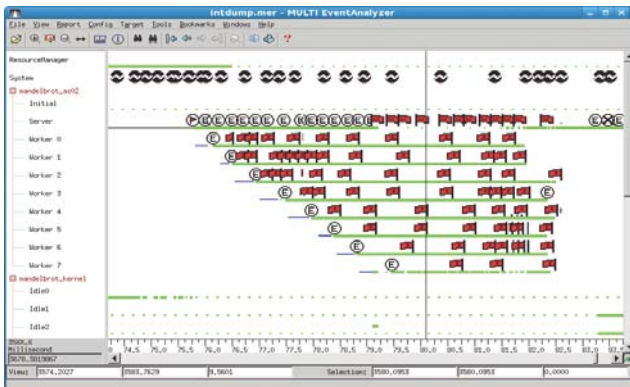 intdump.mer - MULTI EventAnalyzer
File View Report Config Target Tools Bookmarks Windows Help
ResourceManager
System
mandelbrot_as02
Initial
Server
Worker 0
Worker 1
Worker 2
Worker 3
Worker 4
Worker 5
Worker 6
Worker 7
mandelbrot_kernel
Idle0
Idle1
Idle2
Millisecond
74,5 75,0 75,5 76,0 76,5 77,0 77,5 78,0 78,5 79,0 79,5 80,0 80,5 81,0 81,5 82,0 82,5 83,0
View: 3574,2027 3583,7629 9,5601 Selection: 3580,0953 3580,0953 0,0000